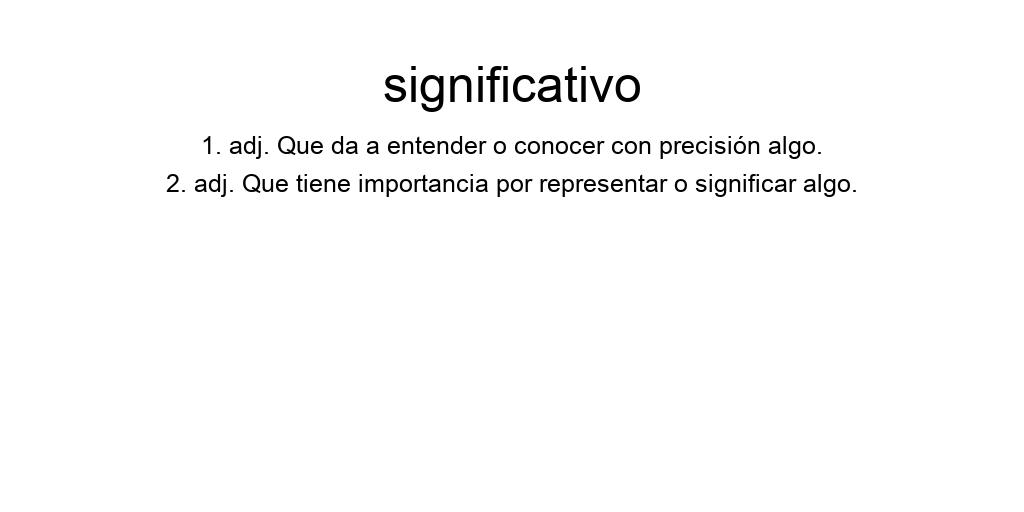 significativo
1. adj. Que da a entender o conocer con precisión algo.
2. adj. Que tiene importancia por representar o significar algo.